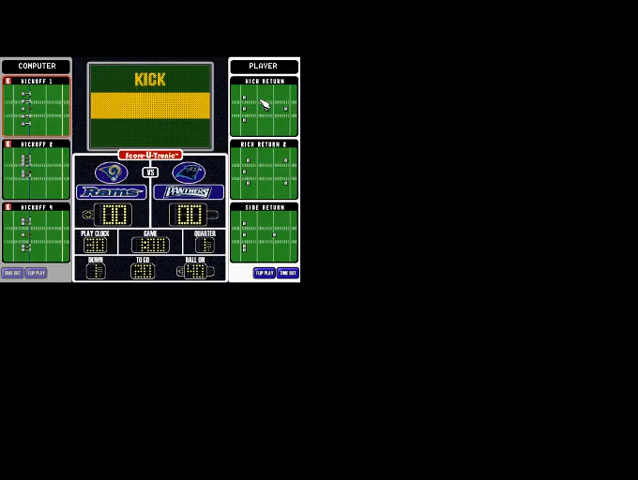 COMPUTER
KICKOFF 1
KICKOFF 2
KICKOFF 4
TIME OUT
FLIP PLAY
KICK
Score-O-Tronic™
Rams
VS
PANTHERS
00
00
PLAY CLOCK
GAME
QUARTER
DOWN
TO GO
BALL ON
PLAYER
KICK RETURN
KICK RETURN 2
SIDE RETURN
FLIP PLAY
TIME OUT